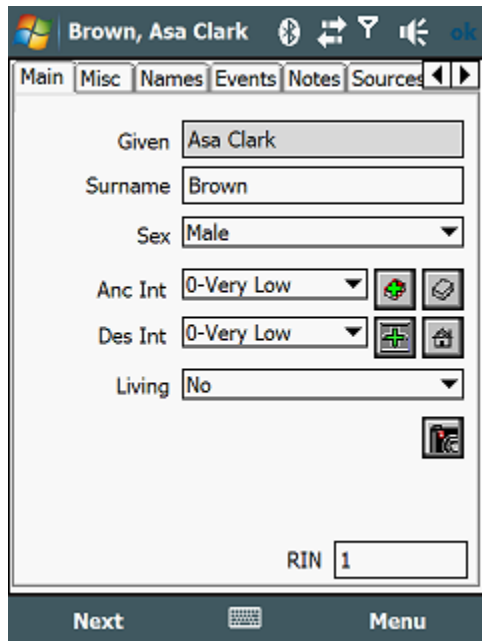 Brown, Asa Clark ok
Main Misc Names Events Notes Sources
Given Asa Clark
Surname Brown
Sex Male
Anc Int 0-Very Low
Des Int 0-Very Low
Living No
RIN 1
Next Menu